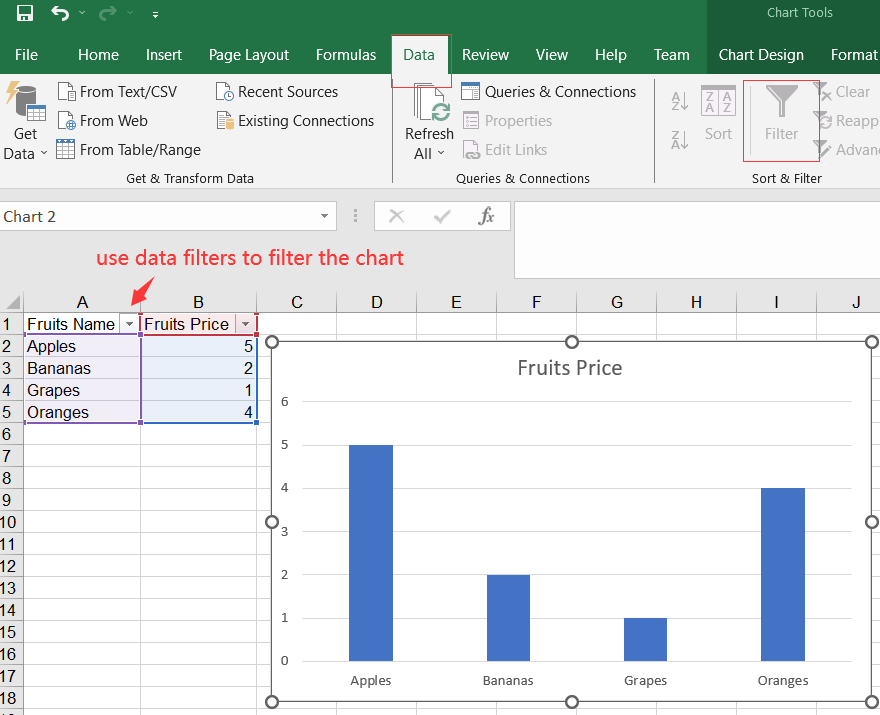 Chart Tools
File Home Insert Page Layout Formulas Data Review View Help Team Chart Design Format
From Text/CSV Recent Sources Queries & Connections Clear
Get Data From Web Existing Connections Refresh All Properties Sort Filter Reapp
From Table/Range Edit Links Advan
Get & Transform Data Queries & Connections Sort & Filter
Chart 2 fx
use data filters to filter the chart
A B C D E F G H I J
1 Fruits Name Fruits Price
2 Apples 5
3 Bananas 2
4 Grapes 1
5 Oranges 4
6
7
8
9
10
11
12
13
14
15
16
17
18
Fruits Price
6
5
4
3
2
1
0
Apples Bananas Grapes Oranges